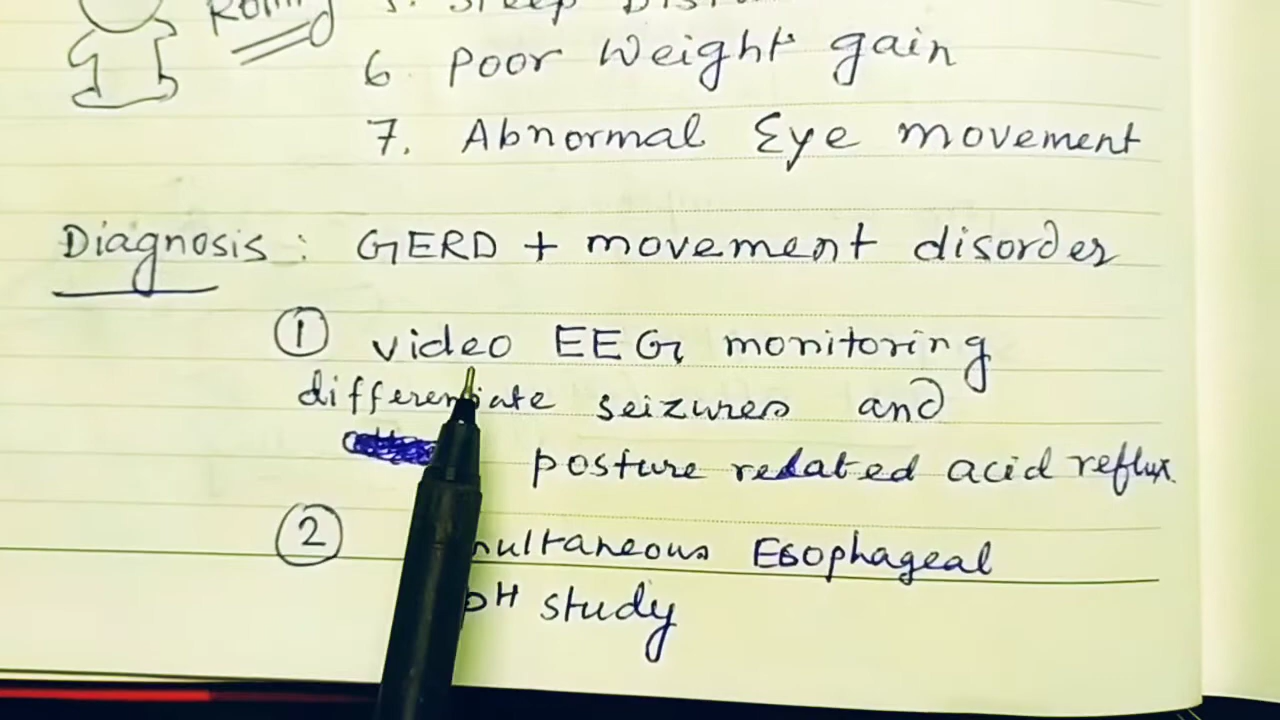 6. Poor Weight gain
7. Abnormal Eye movement
Diagnosis : GERD + movement disorder
① video EEG monitoring
differentiate seizures and
posture related acid reflux.
② Esophageal
pH study